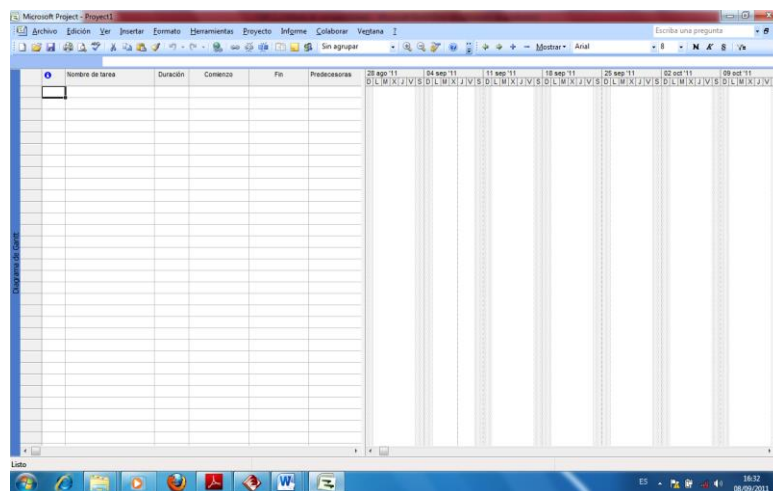 Microsoft Project - Proyect1
Archivo Edición Ver Insertar Formato Herramientas Proyecto Informe Colaborar Ventana ?
Escriba una pregunta
Sin agrupar Mostrar Arial 8 N K S
Nombre de tarea Duración Comienzo Fin Predecesoras 28 ago '11 04 sep '11 11 sep '11 18 sep '11 25 sep '11 02 oct '11 09 oct '11
D L M X J V S D L M X J V S D L M X J V S D L M X J V S D L M X J V S D L M X J V S D L M X J V
Diagrama de Gantt
Listo
ES 16:32
08/09/2011